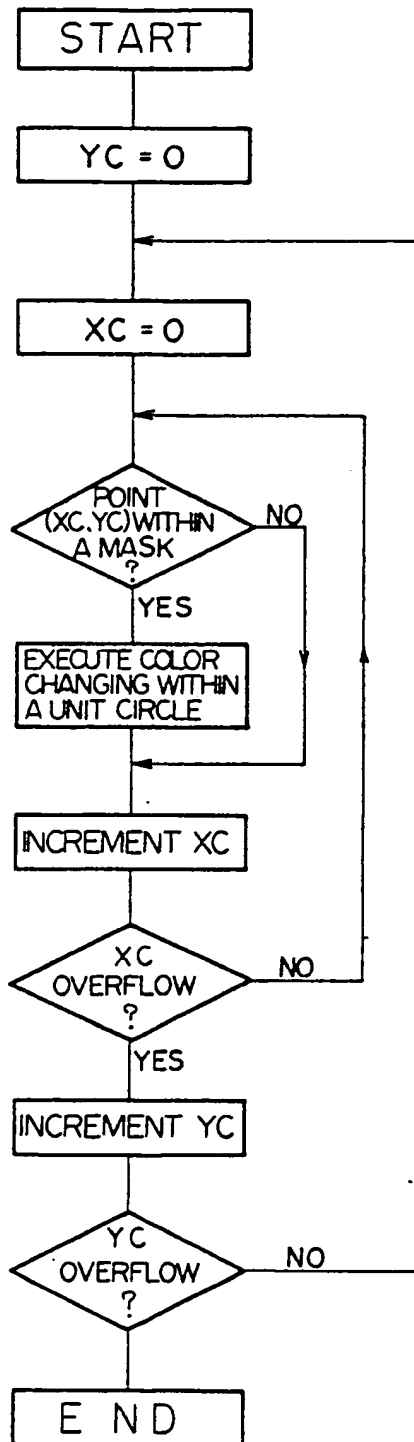 START
YC = 0
XC = 0
POINT
(XC.YC) WITHIN
A MASK
?
NO
YES
EXECUTE COLOR
CHANGING WITHIN
A UNIT CIRCLE
INCREMENT XC
XC
OVERFLOW
?
NO
YES
INCREMENT YC
YC
OVERFLOW
?
NO
END